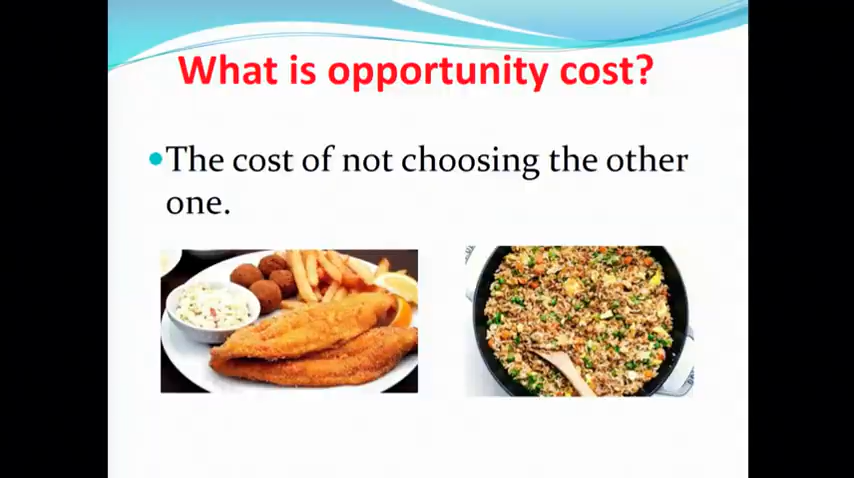 What is opportunity cost?
•The cost of not choosing the other
one.